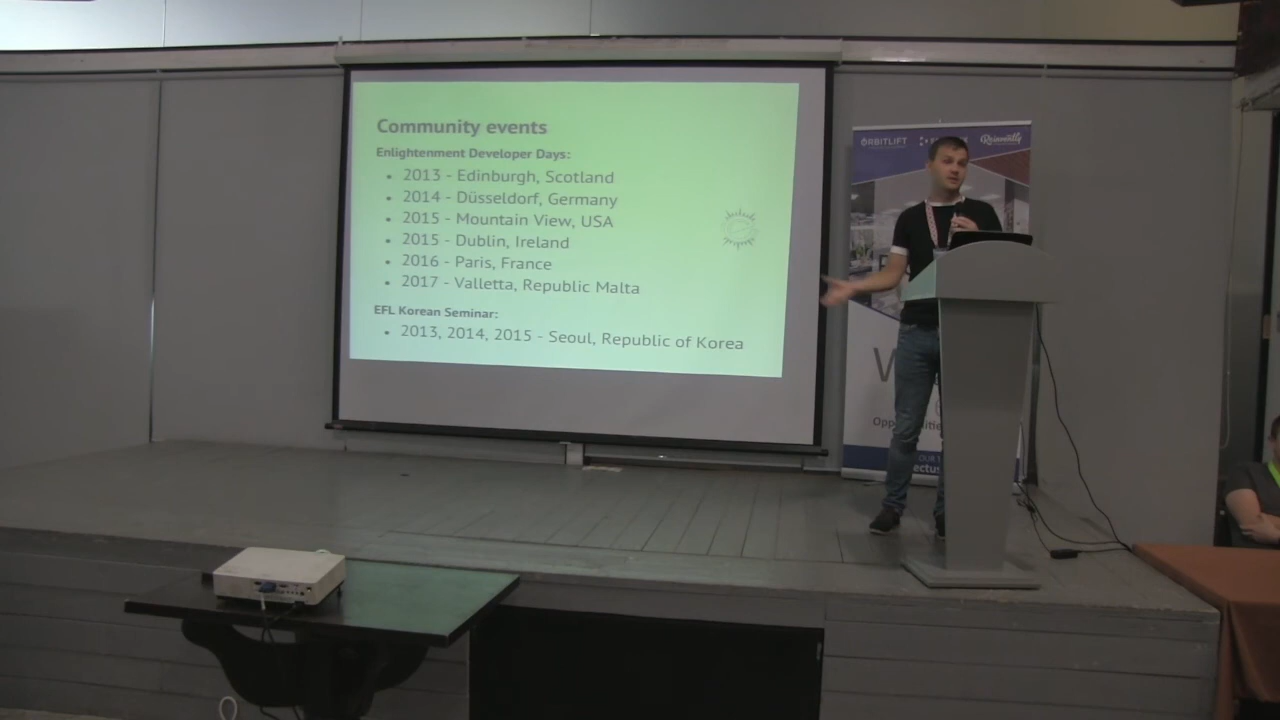 Community events
Enlightenment Developer Days:
• 2013 - Edinburgh, Scotland
• 2014 - Düsseldorf, Germany
• 2015 - Mountain View, USA
• 2015 - Dublin, Ireland
• 2016 - Paris, France
• 2017 - Valletta, Republic Malta
EFL Korean Seminar:
• 2013, 2014, 2015 - Seoul, Republic of Korea
ORBITLIFT